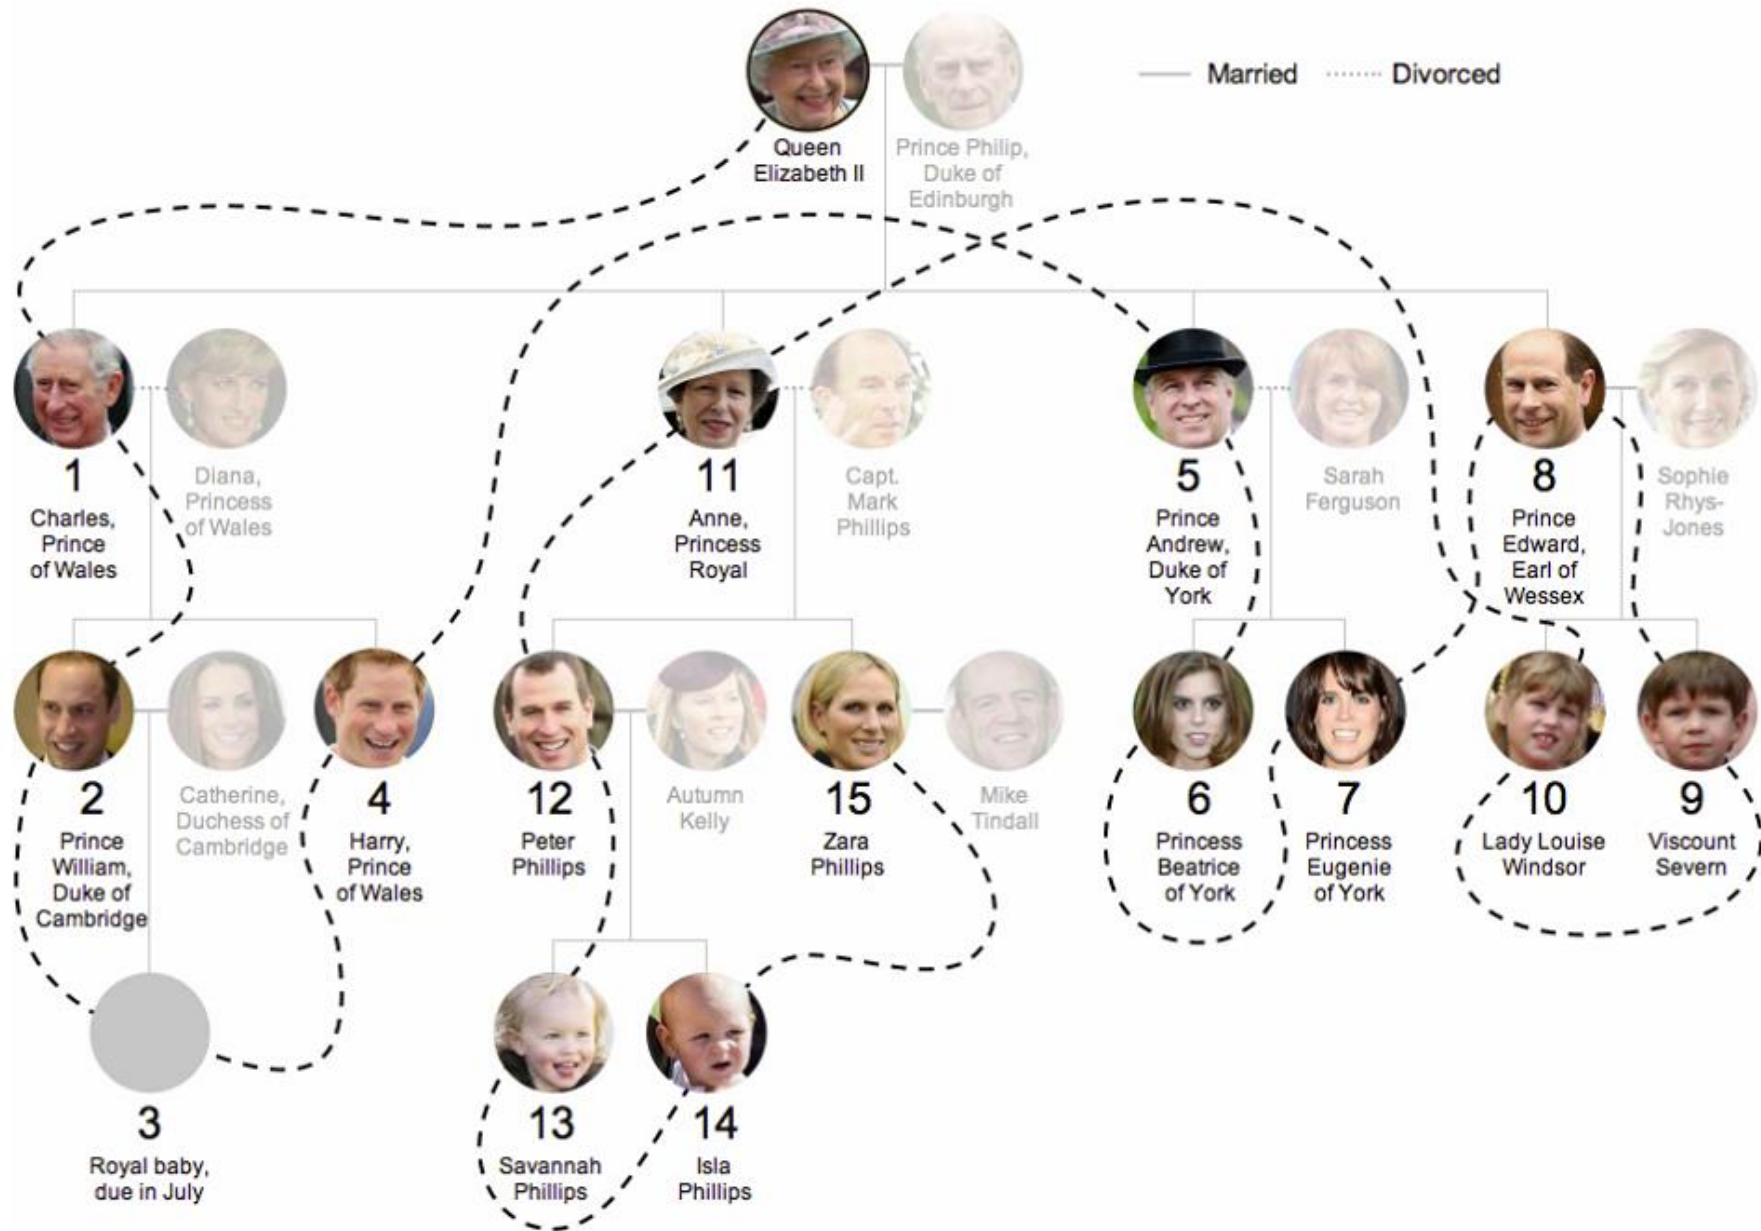 Married
Divorced
Queen
Elizabeth II
Prince Philip,
Duke of
Edinburgh
1
Charles,
Prince
of Wales
Diana,
Princess
of Wales
11
Anne,
Princess
Royal
Capt.
Mark
Phillips
5
Prince
Andrew,
Duke of
York
Sarah
Ferguson
8
Prince
Edward,
Earl of
Wessex
Sophie
Rhys-
Jones
2
Prince
William,
Duke of
Cambridge
Catherine,
Duchess of
Cambridge
4
Harry,
Prince
of Wales
12
Peter
Phillips
Autumn
Kelly
15
Zara
Phillips
Mike
Tindall
6
Princess
Beatrice
of York
7
Princess
Eugenie
of York
10
Lady Louise
Windsor
9
Viscount
Severn
3
Royal baby,
due in July
13
Savannah
Phillips
14
Isla
Phillips